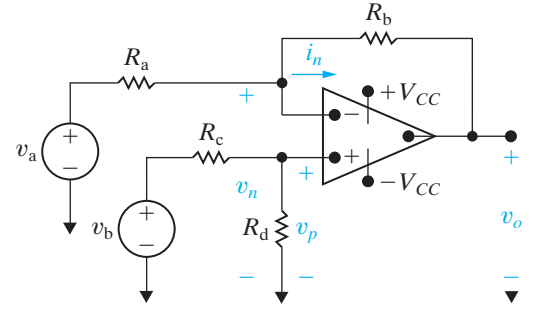 R_b
R_a
i_n
+
+V_CC
−
v_a
+
−
R_c
+
+
+
v_n
−V_CC
v_b
+
−
R_d
v_p
v_o
−
−
−